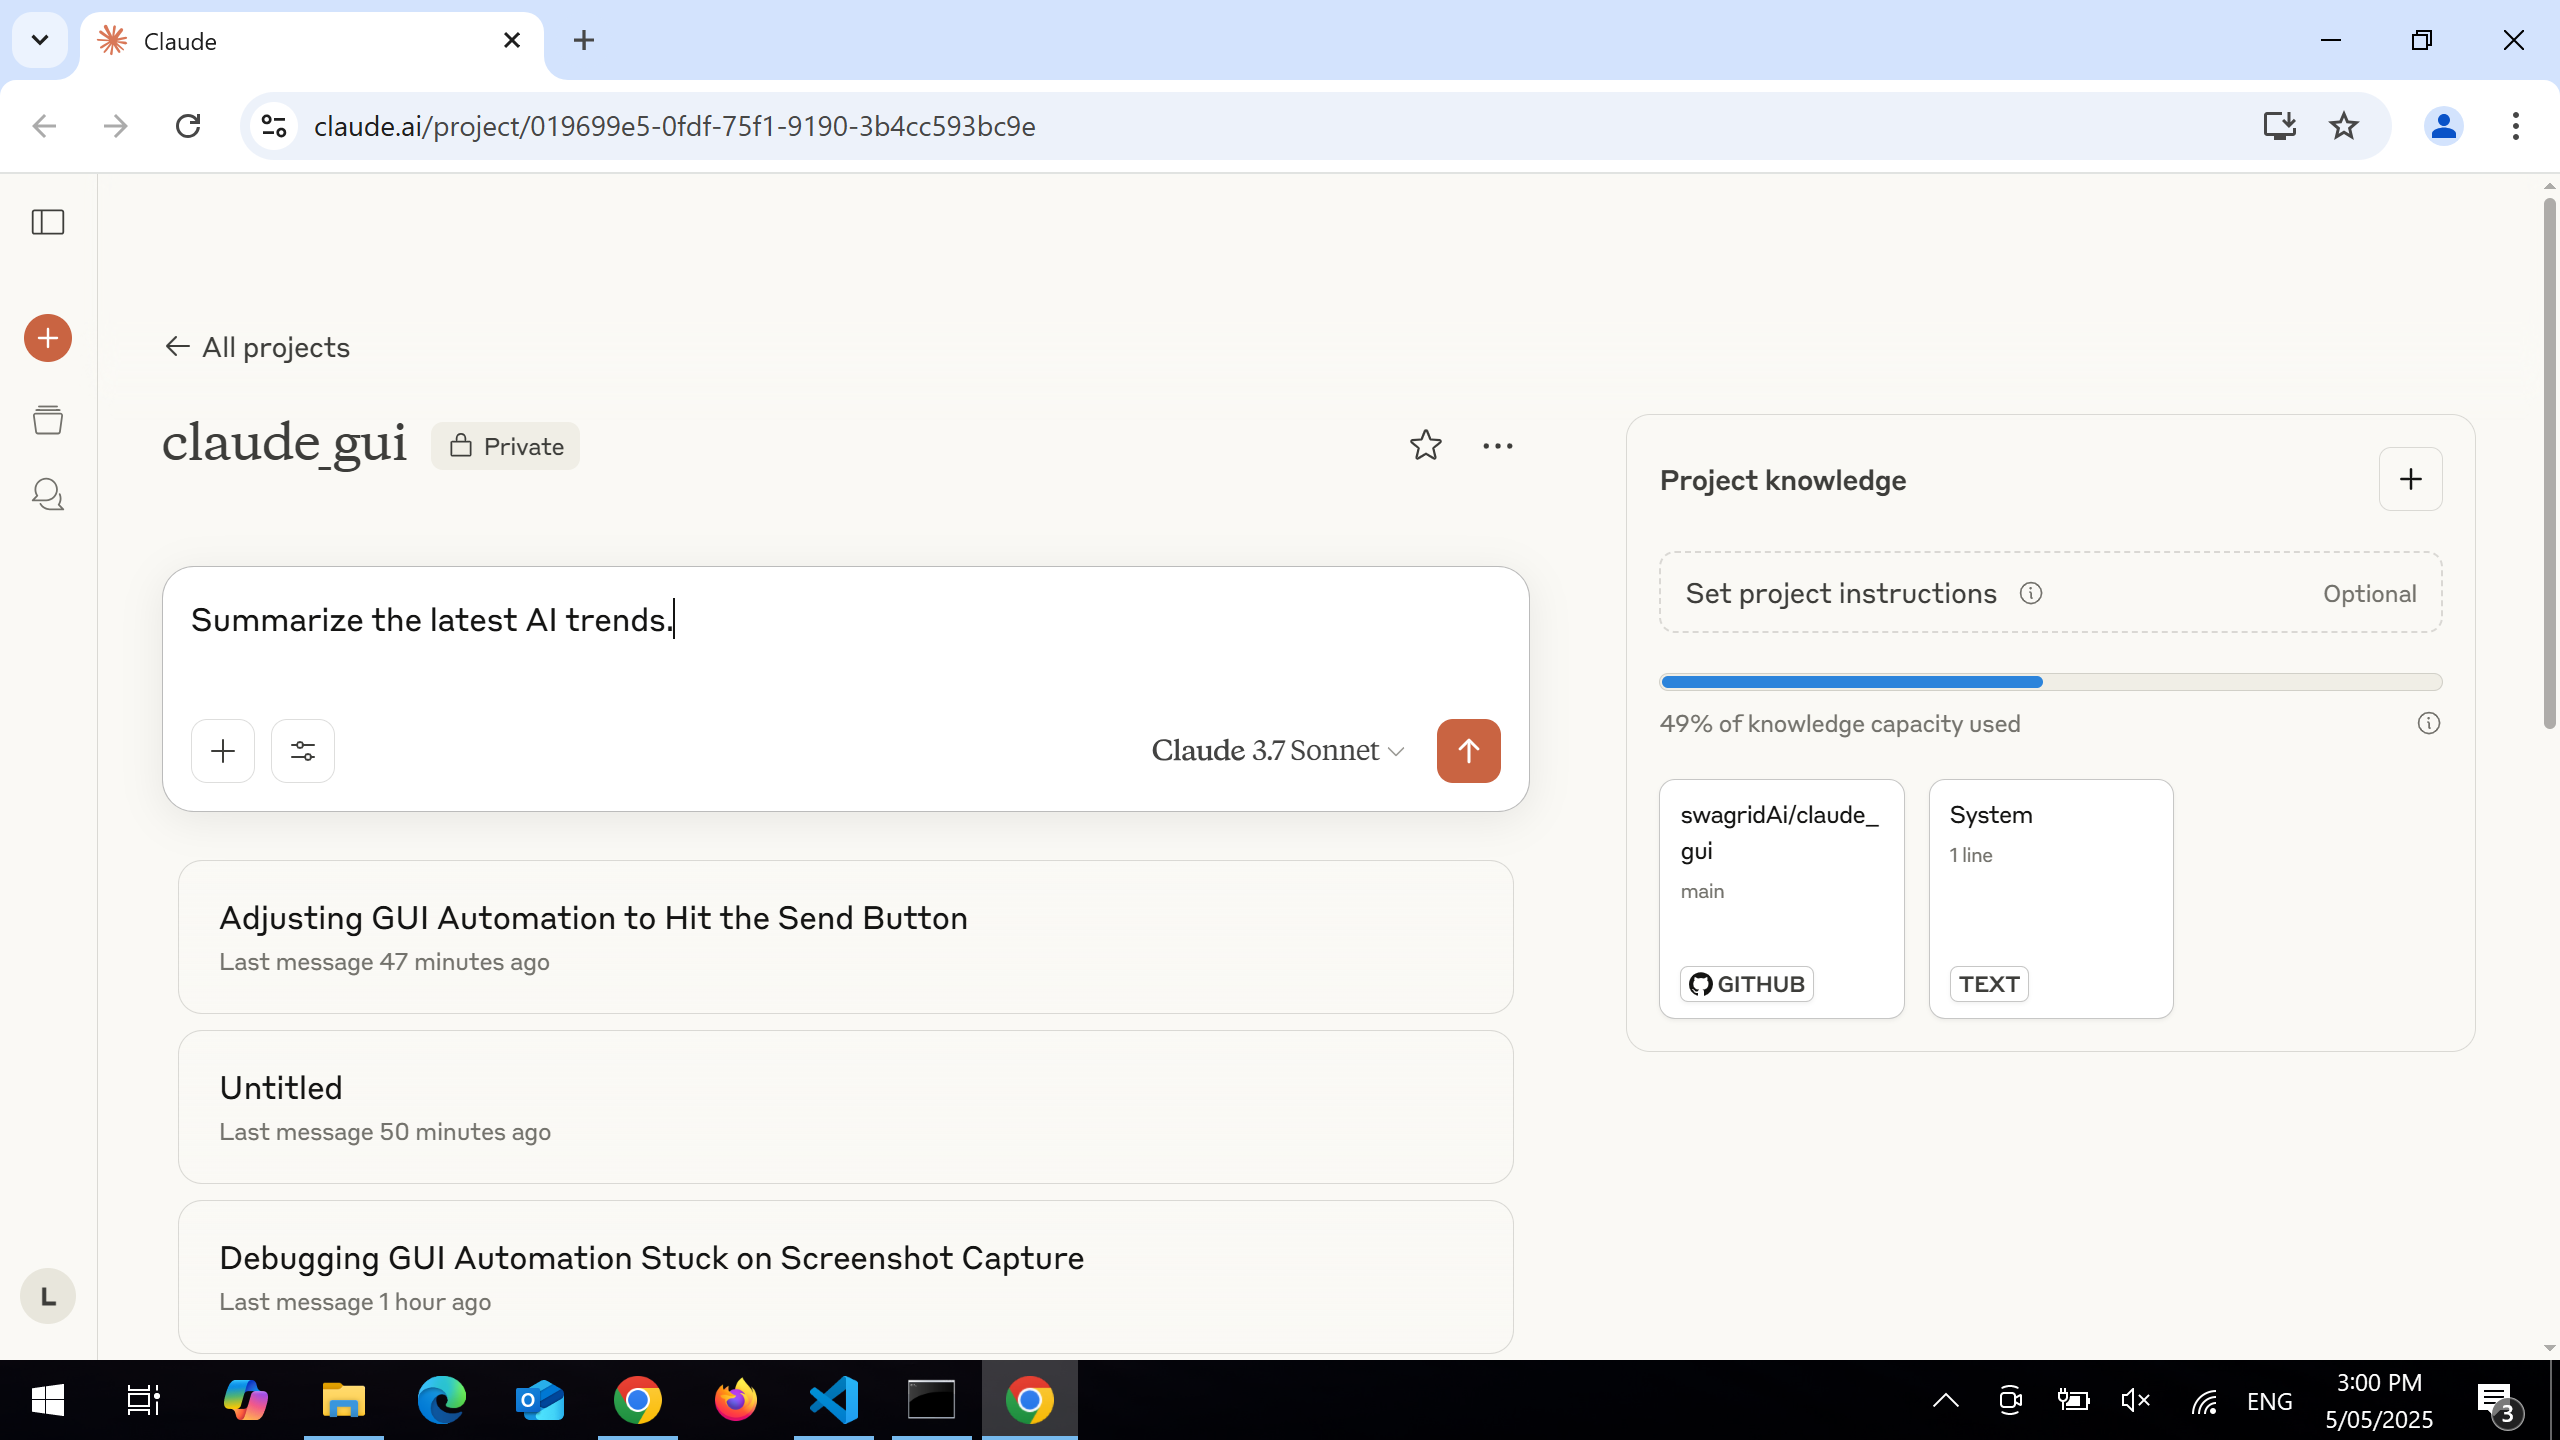 Claude
claude.ai/project/019699e5-0fdf-75f1-9190-3b4cc593bc9e
All projects
claude_gui
Private
Summarize the latest AI trends.
Claude 3.7 Sonnet
Adjusting GUI Automation to Hit the Send Button
Last message 47 minutes ago
Untitled
Last message 50 minutes ago
Debugging GUI Automation Stuck on Screenshot Capture
Last message 1 hour ago
Project knowledge
Set project instructions
Optional
49% of knowledge capacity used
swagridAi/claude_
gui
main
GITHUB
System
1 line
TEXT
L
ENG
3:00 PM
5/05/2025
3